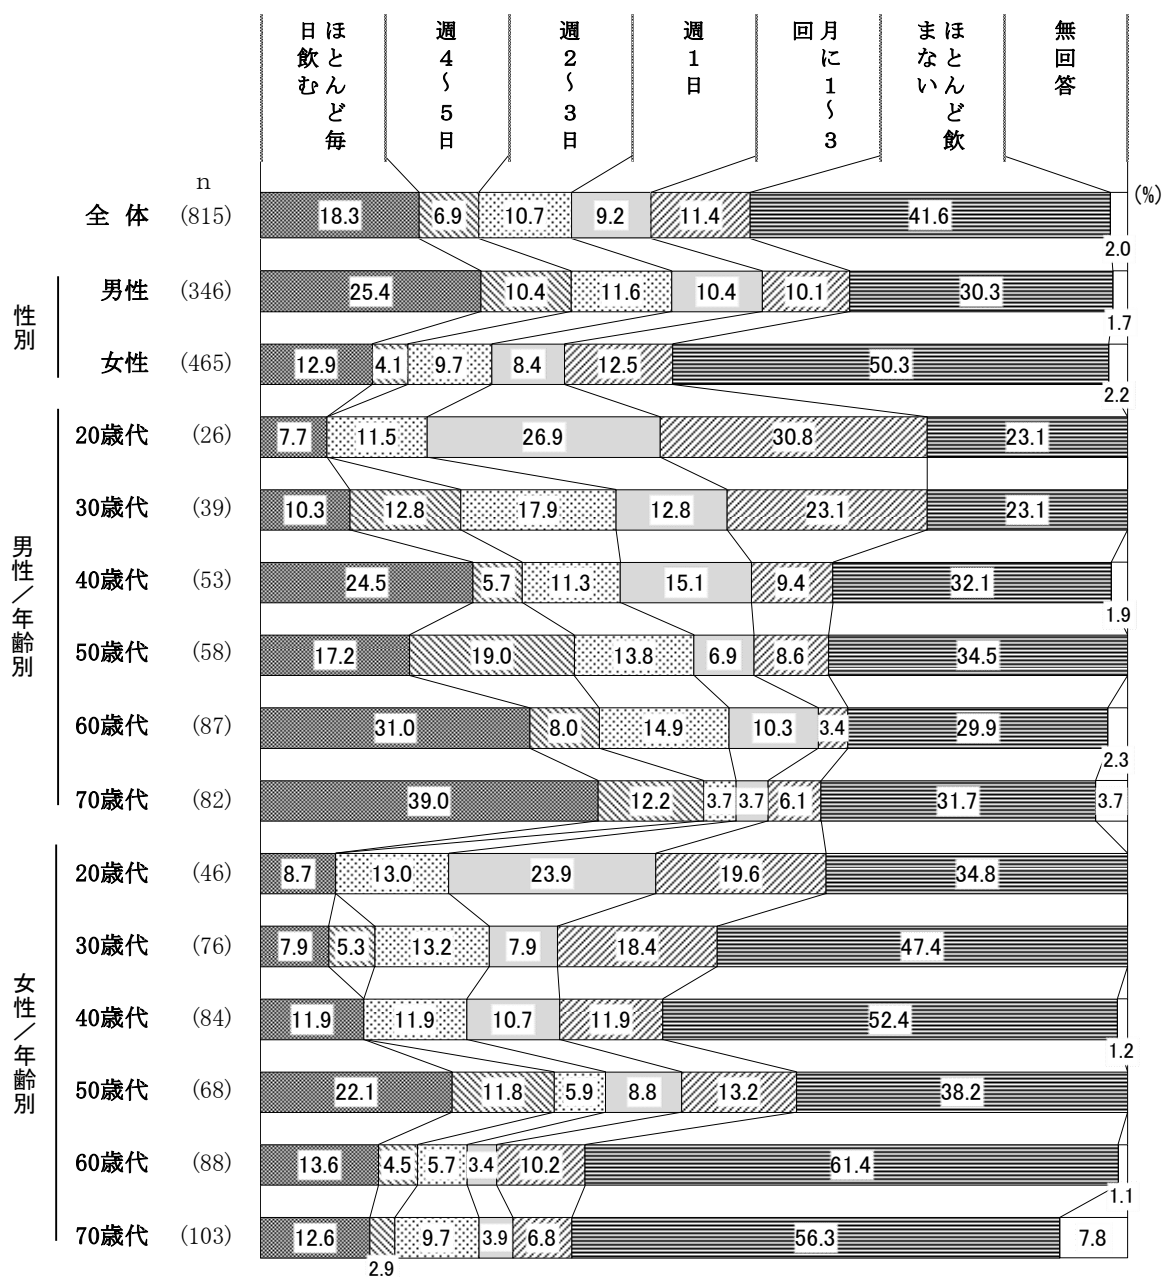 ほとんど毎日飲む
週4〜5日
週2〜3日
週1日
月に1〜3回
ほとんど飲まない
無回答
n
(%)
全 体 (815) 18.3 6.9 10.7 9.2 11.4 41.6 2.0
性別
男性 (346) 25.4 10.4 11.6 10.4 10.1 30.3 1.7
女性 (465) 12.9 4.1 9.7 8.4 12.5 50.3 2.2
男性/年齢別
20歳代 (26) 7.7 11.5 26.9 30.8 23.1
30歳代 (39) 10.3 12.8 17.9 12.8 23.1 23.1
40歳代 (53) 24.5 5.7 11.3 15.1 9.4 32.1 1.9
50歳代 (58) 17.2 19.0 13.8 6.9 8.6 34.5
60歳代 (87) 31.0 8.0 14.9 10.3 3.4 29.9 2.3
70歳代 (82) 39.0 12.2 3.7 3.7 6.1 31.7 3.7
女性/年齢別
20歳代 (46) 8.7 13.0 23.9 19.6 34.8
30歳代 (76) 7.9 5.3 13.2 7.9 18.4 47.4
40歳代 (84) 11.9 11.9 10.7 11.9 52.4 1.2
50歳代 (68) 22.1 11.8 5.9 8.8 13.2 38.2
60歳代 (88) 13.6 4.5 5.7 3.4 10.2 61.4 1.1
70歳代 (103) 12.6 2.9 9.7 3.9 6.8 56.3 7.8